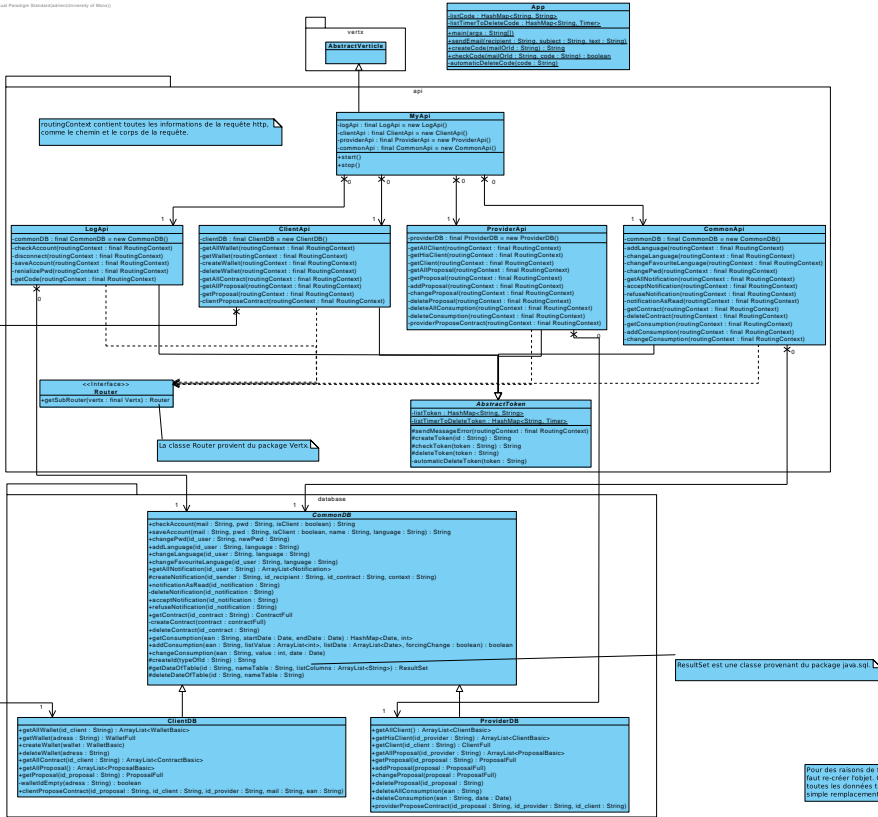 ual Paradigm Standard(adrien(University of Mons))
App
-listCode : HashMap<String, String>
-listTimerToDeleteCode : HashMap<String, Timer>
+main(args : String[])
+sendEmail(recipient : String, subject : String, text : String)
+createCode(mailOrId : String) : String
+checkCode(mailOrId : String, code : String) : boolean
-automaticDeleteCode(code : String)
vertx
AbstractVerticle
api
routingContext contient toutes les informations de la requête http,
comme le chemin et le corps de la requête.
MyApi
-logApi : final LogApi = new LogApi()
-clientApi : final ClientApi = new ClientApi()
-providerApi : final ProviderApi = new ProviderApi()
-commonApi : final CommonApi = new CommonApi()
+start()
+stop()
0
0
0
0
1
1
1
1
LogApi
-commonDB : final CommonDB = new CommonDB()
-checkAccount(routingContext : final RoutingContext)
-disconnect(routingContext : final RoutingContext)
-saveAccount(routingContext : final RoutingContext)
-renializePwd(routingContext : final RoutingContext)
-getCode(routingContext : final RoutingContext)
0
ClientApi
-clientDB : final ClientDB = new ClientDB()
-getAllWallet(routingContext : final RoutingContext)
-getWallet(routingContext : final RoutingContext)
-createWallet(routingContext : final RoutingContext)
-deleteWallet(routingContext : final RoutingContext)
-getAllContract(routingContext : final RoutingContext)
-getAllProposal(routingContext : final RoutingContext)
-getProposal(routingContext : final RoutingContext)
-clientProposeContract(routingContext : final RoutingContext)
ProviderApi
-providerDB : final ProviderDB = new ProviderDB()
-getAllClient(routingContext : final RoutingContext)
-getHisClient(routingContext : final RoutingContext)
-getClient(routingContext : final RoutingContext)
-getAllProposal(routingContext : final RoutingContext)
-getProposal(routingContext : final RoutingContext)
-addProposal(routingContext : final RoutingContext)
-changeProposal(routingContext : final RoutingContext)
-deleteProposal(routingContext : final RoutingContext)
-deleteAllConsumption(routingContext : final RoutingContext)
-deleteConsumption(routingContext : final RoutingContext)
-providerProposeContract(routingContext : final RoutingContext)
0
CommonApi
-commonDB : final CommonDB = new CommonDB()
-addLanguage(routingContext : final RoutingContext)
-changeLanguage(routingContext : final RoutingContext)
-changeFavouriteLanguage(routingContext : final RoutingContext)
-changePwd(routingContext : final RoutingContext)
-getAllNotification(routingContext : final RoutingContext)
-acceptNotification(routingContext : final RoutingContext)
-refuseNotification(routingContext : final RoutingContext)
-notificationAsRead(routingContext : final RoutingContext)
-getContract(routingContext : final RoutingContext)
-deleteContract(routingContext : final RoutingContext)
-getConsumption(routingContext : final RoutingContext)
-addConsumption(routingContext : final RoutingContext)
-changeConsumption(routingContext : final RoutingContext)
0
<<Interface>>
Router
+getSubRouter(vertx : final Vertx) : Router
La classe Router provient du package Vertx.
AbstractToken
-listToken : HashMap<String, String>
-listTimerToDeleteToken : HashMap<String, Timer>
#sendMessageError(routingContext : final RoutingContext)
#createToken(id : String) : String
#checkToken(token : String) : String
#deleteToken(token : String)
-automaticDeleteToken(token : String)
database
1
1
CommonDB
+checkAccount(mail : String, pwd : String, isClient : boolean) : String
+saveAccount(mail : String, pwd : String, isClient : boolean, name : String, language : String) : String
+changePwd(id_user : String, newPwd : String)
+addLanguage(id_user : String, language : String)
+changeLanguage(id_user : String, language : String)
+changeFavouriteLanguage(id_user : String, language : String)
+getAllNotification(id_user : String) : ArrayList<Notification>
#createNotification(id_sender : String, id_recipient : String, id_contract : String, context : String)
+notificationAsRead(id_notification : String)
-deleteNotification(id_notification : String)
+acceptNotification(id_notification : String)
+refuseNotification(id_notification : String)
+getContract(id_contract : String) : ContractFull
-createContract(contract : contractFull)
+deleteContract(id_contract : String)
+getConsumption(ean : String, startDate : Date, endDate : Date) : HashMap<Date, int>
+addConsumption(ean : String, listValue : ArrayList<int>, listDate : ArrayList<Date>, forcingChange : boolean) : boolean
+changeConsumption(ean : String, value : int, date : Date)
#createId(typeOfId : String) : String
#getDataOfTable(id : String, nameTable : String, listColumns : ArrayList<String>) : ResultSet
#deleteDateOfTable(id : String, nameTable : String)
ResultSet est une classe provenant du package java.sql.
1
1
ClientDB
+getAllWallet(id_client : String) : ArrayList<WalletBasic>
+getWallet(adress : String) : WalletFull
+createWallet(wallet : WalletBasic)
+deleteWallet(adress : String)
+getAllContract(id_client : String) : ArrayList<ContractBasic>
+getAllProposal() : ArrayList<ProposalBasic>
+getProposal(id_proposal : String) : ProposalFull
-walletIdEmpty(adress : String) : boolean
+clientProposeContract(id_proposal : String, id_client : String, id_provider : String, mail : String, ean : String)
ProviderDB
+getAllClient() : ArrayList<ClientBasic>
+getHisClient(id_provider : String) : ArrayList<ClientBasic>
+getClient(id_client : String) : ClientFull
+getAllProposal(id_provider : String) : ArrayList<ProposalBasic>
+getProposal(id_proposal : String) : ProposalFull
+addProposal(proposal : ProposalFull)
+changeProposal(proposal : ProposalFull)
+deleteProposal(id_proposal : String)
+deleteAllConsumption(ean : String)
+deleteConsumption(ean : String, date : Date)
+providerProposeContract(id_proposal : String, id_provider : String, id_client : String)
Pour des raisons de
faut re-créer l'objet.
toutes les données
simple remplacement